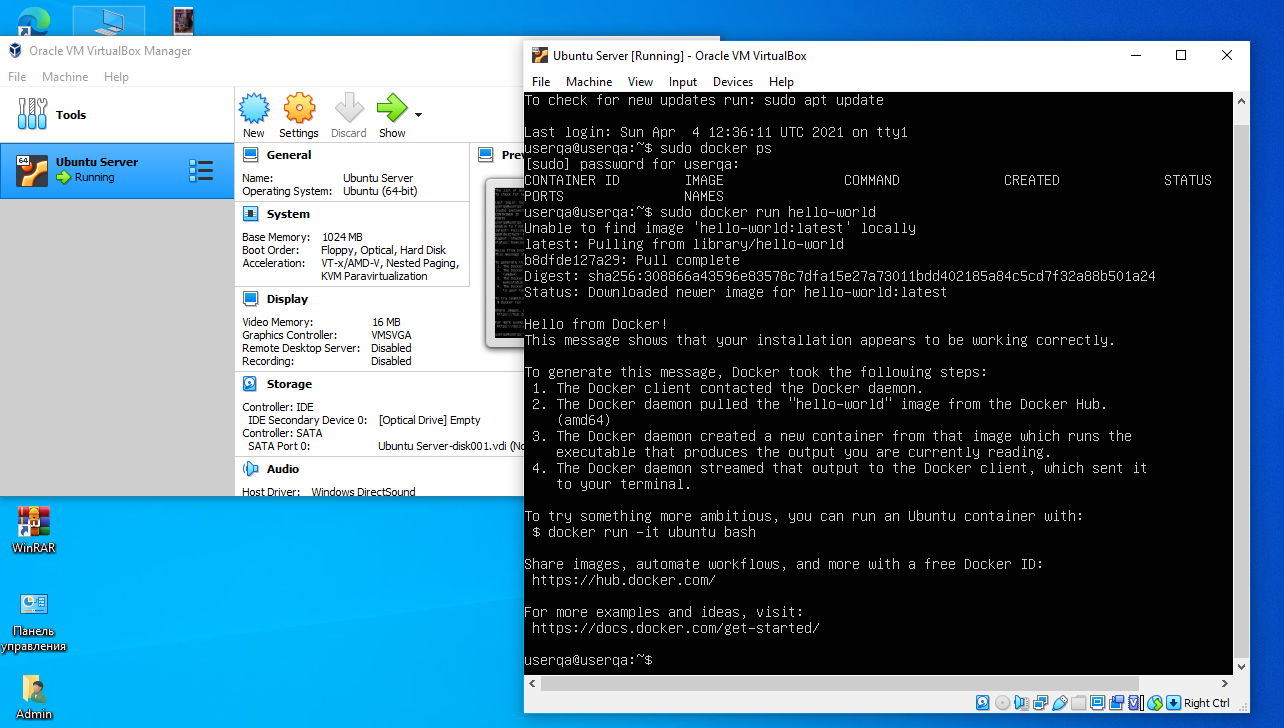 Oracle VM VirtualBox Manager
File Machine Help
Tools
New Settings Discard Show
64
Ubuntu Server
Running
General
Name: Ubuntu Server
Operating System: Ubuntu (64-bit)
System
Base Memory: 1024 MB
Boot Order: Floppy, Optical, Hard Disk
Acceleration: VT-x/AMD-V, Nested Paging,
KVM Paravirtualization
Display
Video Memory: 16 MB
Graphics Controller: VMSVGA
Remote Desktop Server: Disabled
Recording: Disabled
Storage
Controller: IDE
IDE Secondary Device 0: [Optical Drive] Empty
Controller: SATA
SATA Port 0: Ubuntu Server-disk001.vdi (No
Audio
Host Driver: Windows DirectSound
Prev
WinRAR
Панель
управления
Admin
Ubuntu Server [Running] - Oracle VM VirtualBox
File Machine View Input Devices Help
To check for new updates run: sudo apt update
Last login: Sun Apr  4 12:36:11 UTC 2021 on tty1
userqa@userqa:~$ sudo docker ps
[sudo] password for userqa:
CONTAINER ID        IMAGE               COMMAND             CREATED             STATUS
PORTS               NAMES
userqa@userqa:~$ sudo docker run hello-world
Unable to find image 'hello-world:latest' locally
latest: Pulling from library/hello-world
b8dfde127a29: Pull complete
Digest: sha256:308866a43596e83578c7dfa15e27a73011bdd402185a84c5cd7f32a88b501a24
Status: Downloaded newer image for hello-world:latest
Hello from Docker!
This message shows that your installation appears to be working correctly.
To generate this message, Docker took the following steps:
1. The Docker client contacted the Docker daemon.
2. The Docker daemon pulled the "hello-world" image from the Docker Hub.
(amd64)
3. The Docker daemon created a new container from that image which runs the
executable that produces the output you are currently reading.
4. The Docker daemon streamed that output to the Docker client, which sent it
to your terminal.
To try something more ambitious, you can run an Ubuntu container with:
$ docker run -it ubuntu bash
Share images, automate workflows, and more with a free Docker ID:
https://hub.docker.com/
For more examples and ideas, visit:
https://docs.docker.com/get-started/
userqa@userqa:~$
Right Ctrl